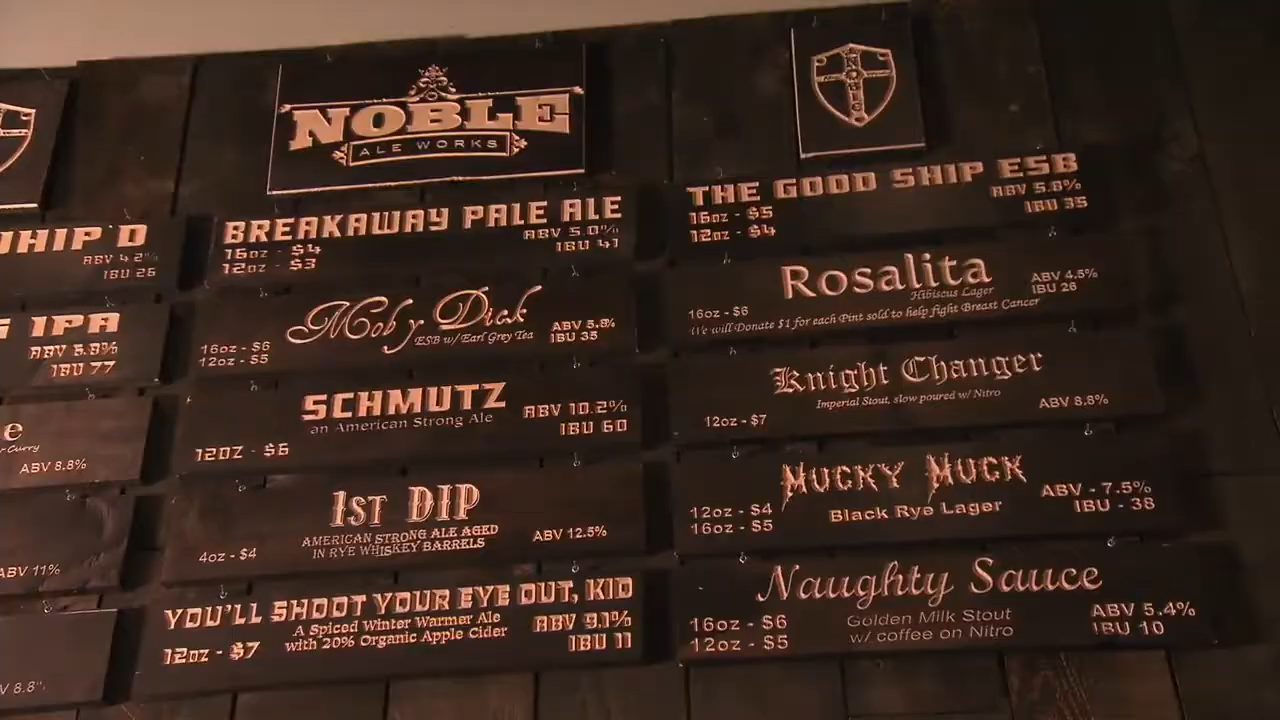 WHIP'D
ABV 4.2%
IBU 26
IPA
ABV 6.8%
IBU 77
e
Curry
ABV 8.8%
ABV 11%
V 8.8%
NOBLE
ALE WORKS
BREAKAWAY PALE ALE
16oz - $4
12oz - $3
ABV 5.0%
IBU 41
Moby Dick
ESB w/ Earl Grey Tea
16oz - $6
12oz - $5
ABV 5.8%
IBU 35
SCHMUTZ
an American Strong Ale
12OZ - $6
ABV 10.2%
IBU 60
1ST DIP
AMERICAN STRONG ALE AGED
IN RYE WHISKEY BARRELS
4oz - $4
ABV 12.5%
YOU'LL SHOOT YOUR EYE OUT, KID
A Spiced Winter Warmer Ale
with 20% Organic Apple Cider
12oz - $7
ABV 9.1%
IBU 11
NOBLE
THE GOOD SHIP ESB
16oz - $5
12oz - $4
ABV 5.8%
IBU 35
Rosalita
Hibiscus Lager
16oz - $6
ABV 4.5%
IBU 26
We will Donate $1 for each Pint sold to help fight Breast Cancer
Knight Changer
Imperial Stout, slow poured w/ Nitro
12oz - $7
ABV 8.8%
Mucky Muck
Black Rye Lager
12oz - $4
16oz - $5
ABV - 7.5%
IBU - 38
Naughty Sauce
Golden Milk Stout
w/ coffee on Nitro
16oz - $6
12oz - $5
ABV 5.4%
IBU 10